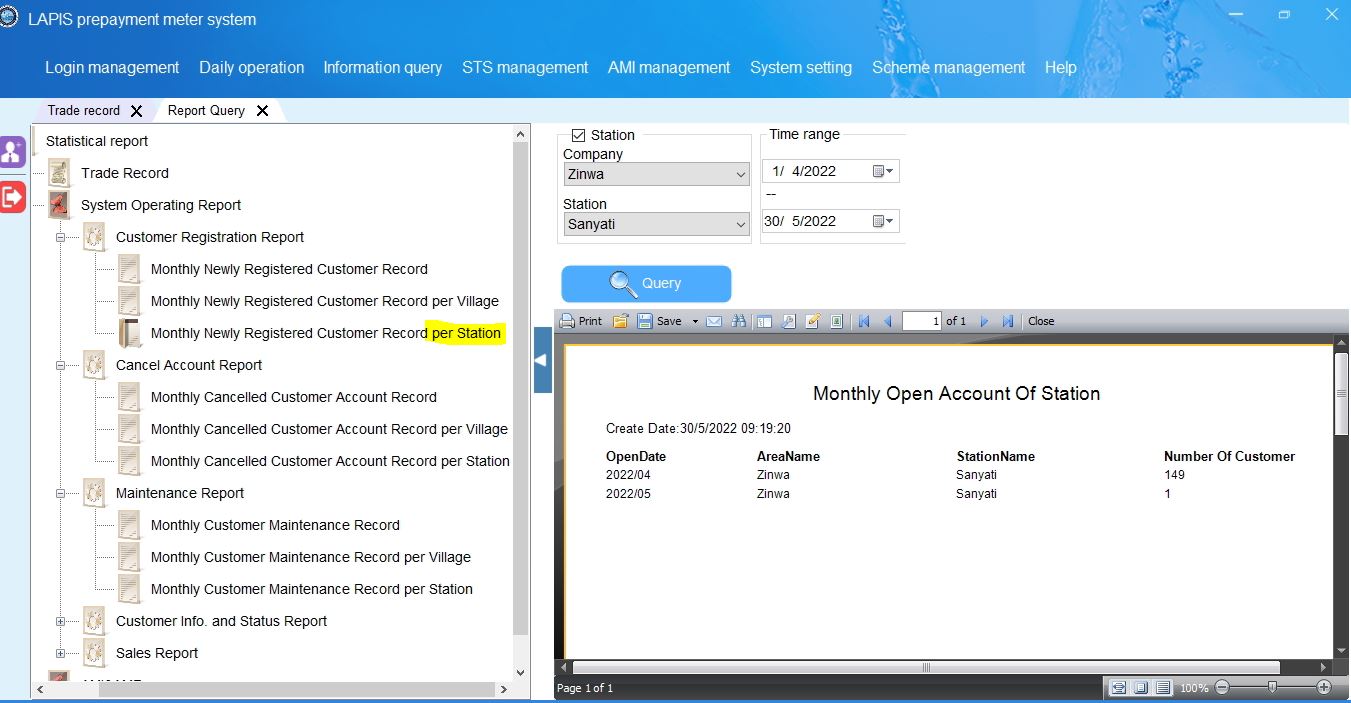 LAPIS prepayment meter system
Login management Daily operation Information query STS management AMI management System setting Scheme management Help
Trade record Report Query
Statistical report
Trade Record
System Operating Report
Customer Registration Report
Monthly Newly Registered Customer Record
Monthly Newly Registered Customer Record per Village
Monthly Newly Registered Customer Record per Station
Cancel Account Report
Monthly Cancelled Customer Account Record
Monthly Cancelled Customer Account Record per Village
Monthly Cancelled Customer Account Record per Station
Maintenance Report
Monthly Customer Maintenance Record
Monthly Customer Maintenance Record per Village
Monthly Customer Maintenance Record per Station
Customer Info. and Status Report
Sales Report
Station
Company
Zinwa
Station
Sanyati
Time range
1/ 4/2022
--
30/ 5/2022
Query
Print Save 1 of 1 Close
Monthly Open Account Of Station
Create Date:30/5/2022 09:19:20
OpenDate AreaName StationName Number Of Customer
2022/04 Zinwa Sanyati 149
2022/05 Zinwa Sanyati 1
Page 1 of 1 100%